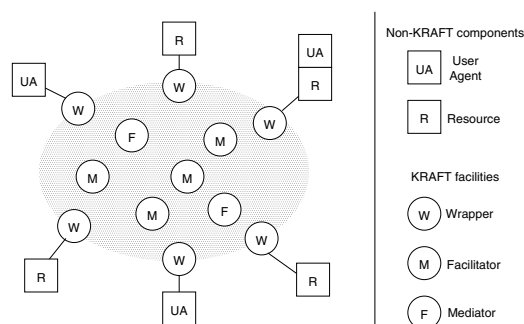 R
UA
R
UA
W
W
W
F
M
M
M
M
F
W
W
W
R
R
UA
Non-KRAFT components
UA
User
Agent
R
Resource
KRAFT facilities
W
Wrapper
M
Facilitator
F
Mediator